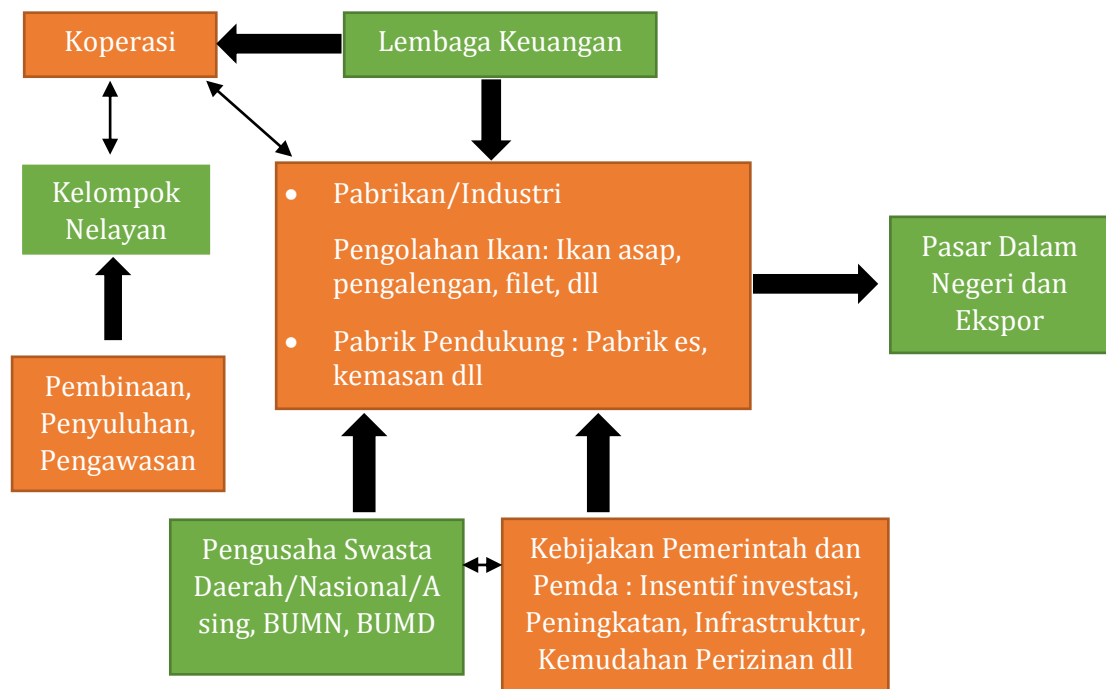 Koperasi
Lembaga Keuangan
Kelompok
Nelayan
• Pabrikan/Industri
Pengolahan Ikan: Ikan asap,
pengalengan, filet, dll
• Pabrik Pendukung : Pabrik es,
kemasan dll
Pasar Dalam
Negeri dan
Ekspor
Pembinaan,
Penyuluhan,
Pengawasan
Pengusaha Swasta
Daerah/Nasional/A
sing, BUMN, BUMD
Kebijakan Pemerintah dan
Pemda : Insentif investasi,
Peningkatan, Infrastruktur,
Kemudahan Perizinan dll